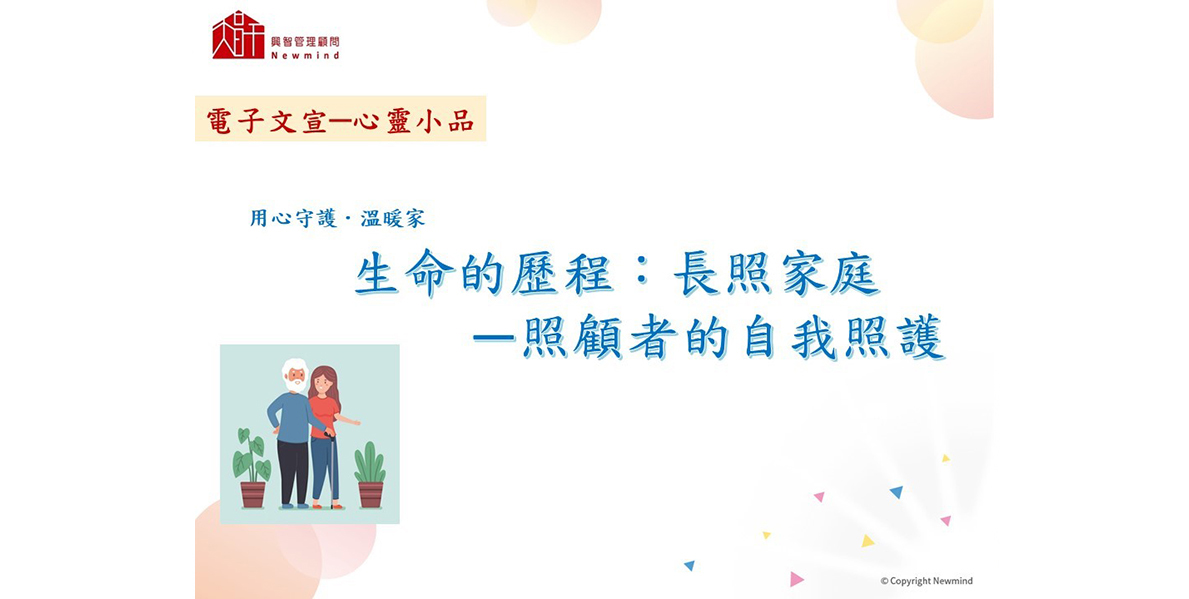 興智管理顧問
Newmind
電子文宣—心靈小品
用心守護‧溫暖家
生命的歷程：長照家庭
—照顧者的自我照護
© Copyright Newmind